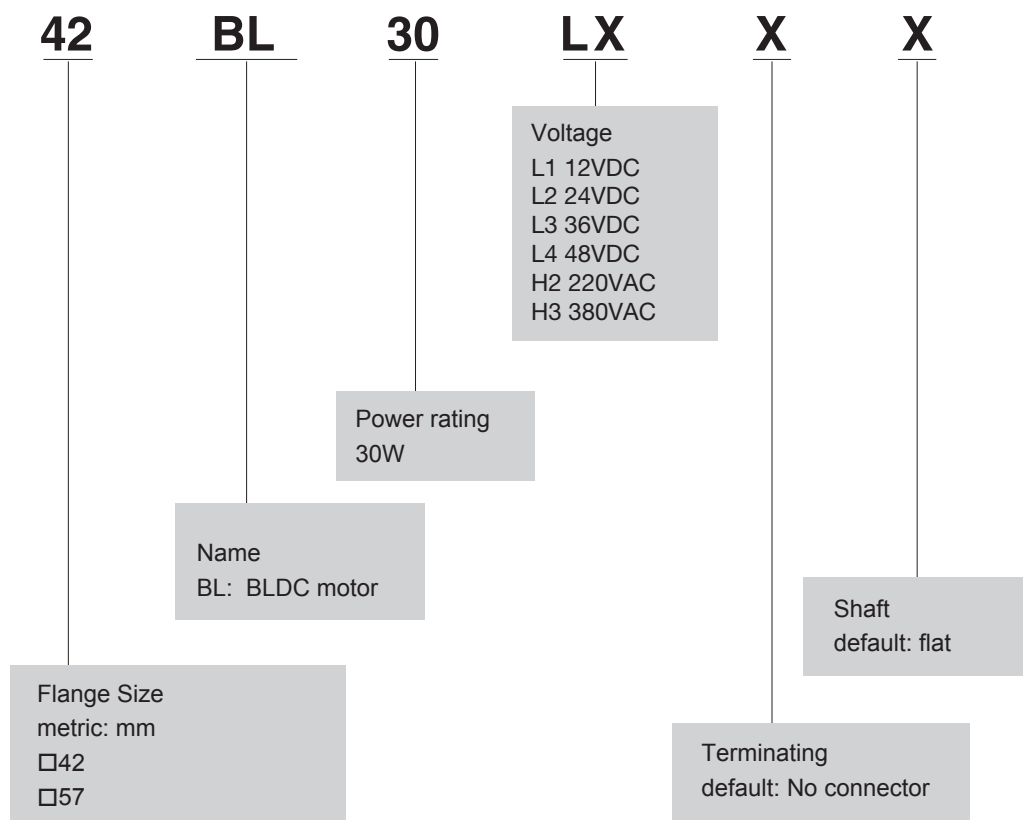 42 BL 30 LX X X
Voltage
L1 12VDC
L2 24VDC
L3 36VDC
L4 48VDC
H2 220VAC
H3 380VAC
Power rating
30W
Name
BL: BLDC motor
Shaft
default: flat
Flange Size
metric: mm
□42
□57
Terminating
default: No connector